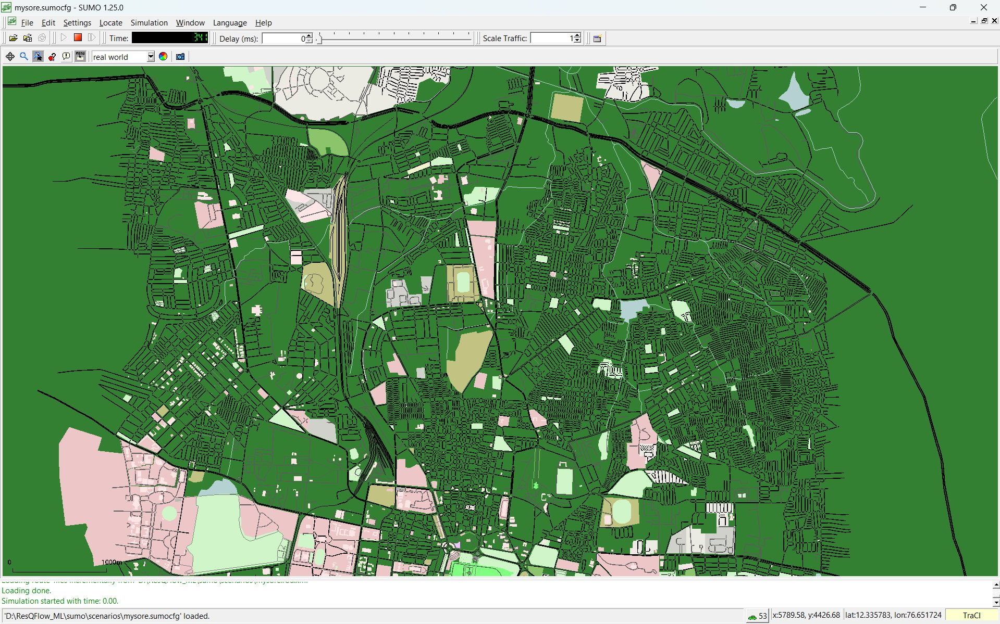 mysore.sumocfg - SUMO 1.25.0
File Edit Settings Locate Simulation Window Language Help
Time: 341 Delay (ms): 0 Scale Traffic: 1
MENU real world
0 1000m
Loading done.
Simulation started with time: 0.00.
'D:\ResQFlow_ML\sumo\scenarios\mysore.sumocfg' loaded. 53 x:5789.58, y:4426.68 lat:12.335783, lon:76.651724 TraCI